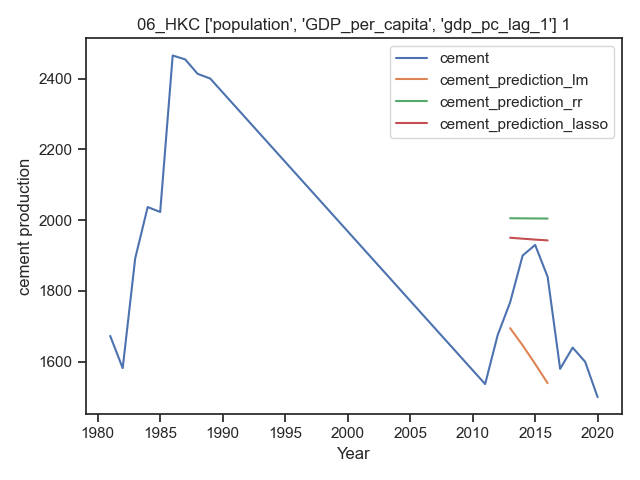 06_HKC ['population', 'GDP_per_capita', 'gdp_pc_lag_1'] 1
cement
cement_prediction_lm
cement_prediction_rr
cement_prediction_lasso
cement production
2400
2200
2000
1800
1600
1980 1985 1990 1995 2000 2005 2010 2015 2020
Year